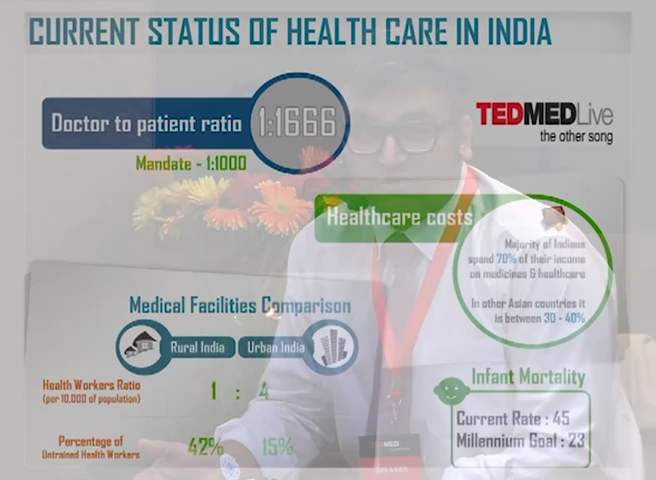 CURRENT STATUS OF HEALTH CARE IN INDIA
Doctor to patient ratio 1:1666
Mandate - 1:1000
TEDMEDLive
the other song
Healthcare costs
Majority of Indians
spend 70% of their income
on medicines & healthcare
In other Asian countries it
is between 30 - 40%
Medical Facilities Comparison
Rural India Urban India
Health Workers Ratio
(per 10,000 of population)
1 : 4
Percentage of
Untrained Health Workers
42% 15%
Infant Mortality
Current Rate : 45
Millennium Goal : 23
MED
SPEAKER